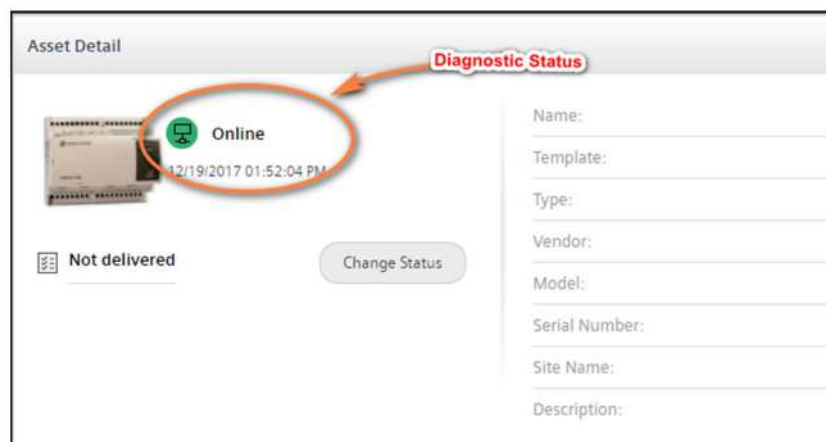 Asset Detail
Diagnostic Status
Online
12/19/2017 01:52:04 PM
Not delivered
Change Status
Name:
Template:
Type:
Vendor:
Model:
Serial Number:
Site Name:
Description: